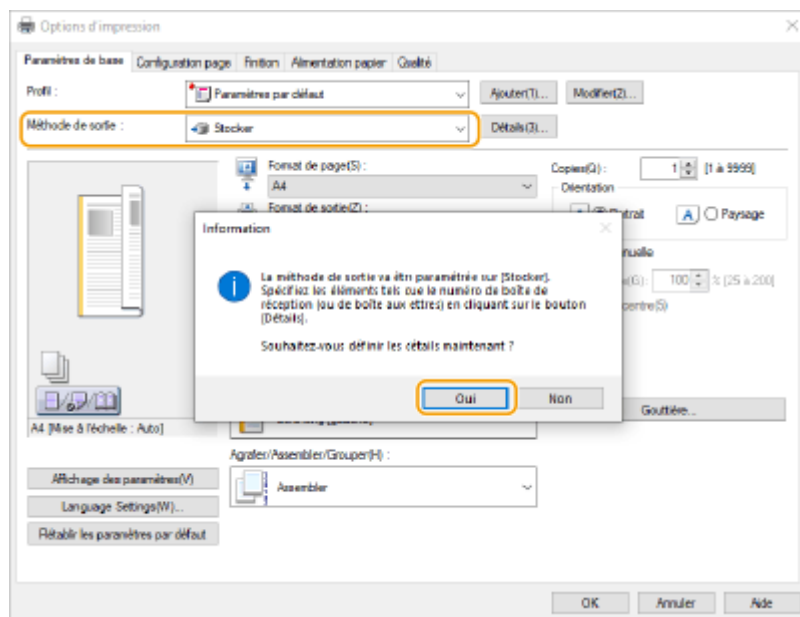 Options d'impression
Paramètres de base Configuration page Finition Alimentation papier Qualité
Profil : Paramètres par défaut Ajouter(1)... Modifier(2)...
Méthode de sortie : Stocker Détails(3)...
Format de page(S) :
A4
Format de sortie(Z) :
Copies(Q) : 1 [1 à 9999]
Orientation
A Paysage
100 % [25 à 200]
Information
La méthode de sortie va être paramétrée sur [Stocker].
Spécifiez les éléments tels que le numéro de boîte de
réception (ou de boîte aux ettres) en cliquant sur le bouton
[Détails].
Souhaitez-vous définir les détails maintenant ?
Oui Non
Gouttière...
A4 [Mise à l'échelle : Auto]
Agrafer/Assembler/Grouper(H) :
Assembler
Affichage des paramètres(V)
Language Settings(W)...
Rétablir les paramètres par défaut
OK Annuler Aide